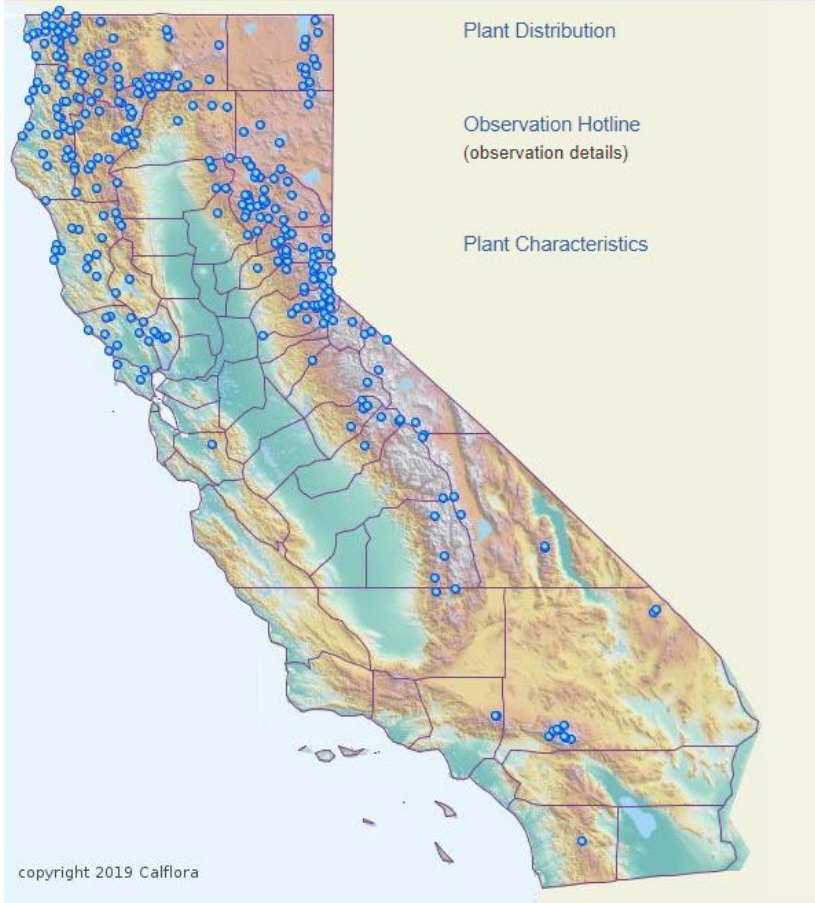 Plant Distribution
Observation Hotline
(observation details)
Plant Characteristics
copyright 2019 Calflora